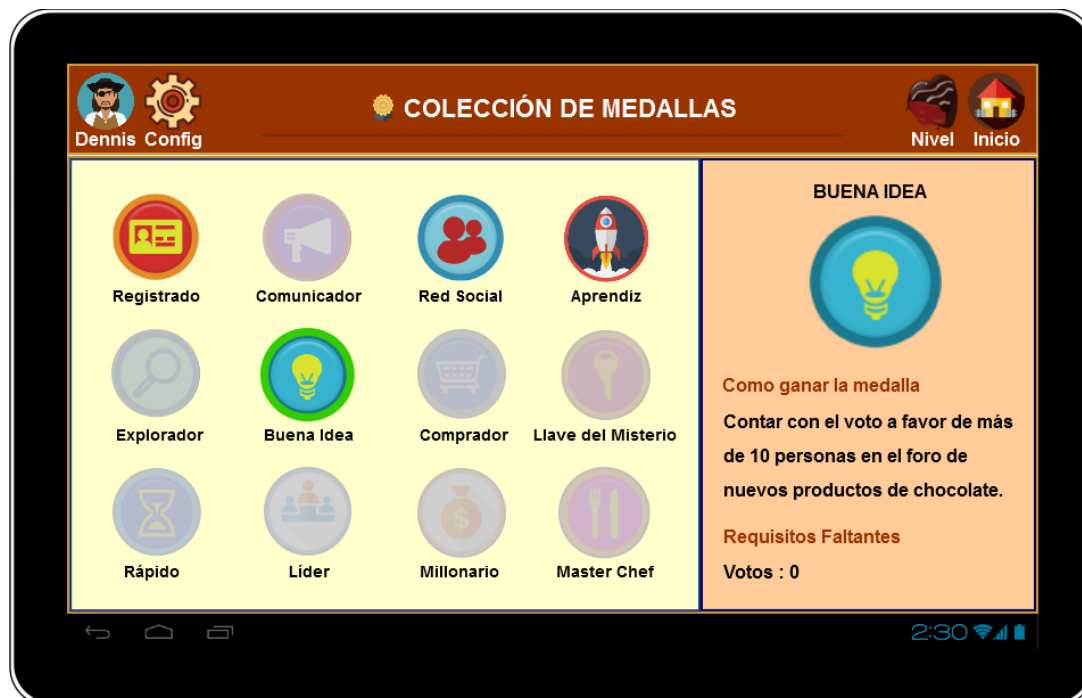 COLECCIÓN DE MEDALLAS
Dennis Config
Nivel Inicio
Registrado Comunicador Red Social Aprendiz
Explorador Buena Idea Comprador Llave del Misterio
Rápido Líder Millonario Master Chef
BUENA IDEA
Como ganar la medalla
Contar con el voto a favor de más
de 10 personas en el foro de
nuevos productos de chocolate.
Requisitos Faltantes
Votos : 0
2:30